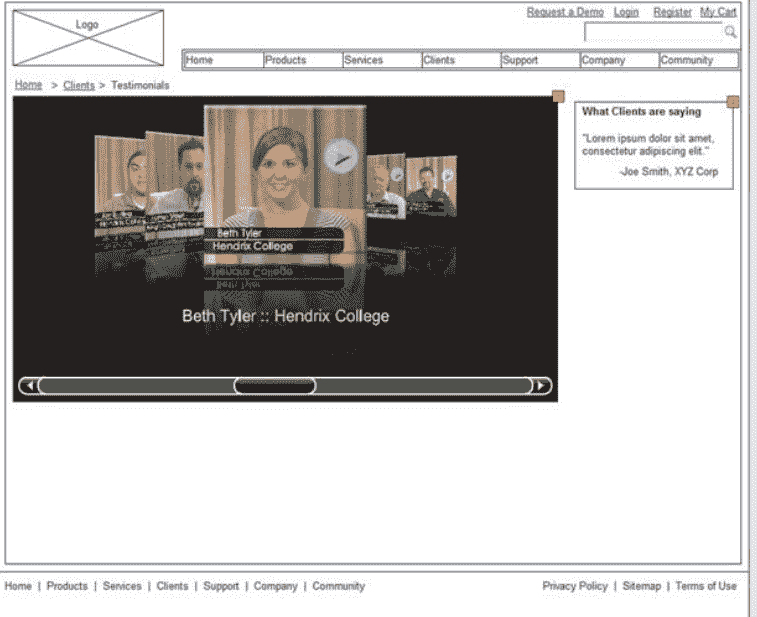 Request a Demo Login Register My Cart
Logo
Home Products Services Clients Support Company Community
Home > Clients > Testimonials
What Clients are saying
"Lorem ipsum dolor sit amet,
consectetur adipiscing elit."
-Joe Smith, XYZ Corp
Beth Tyler
Hendrix College
Beth Tyler :: Hendrix College
Home | Products | Services | Clients | Support | Company | Community
Privacy Policy | Sitemap | Terms of Use